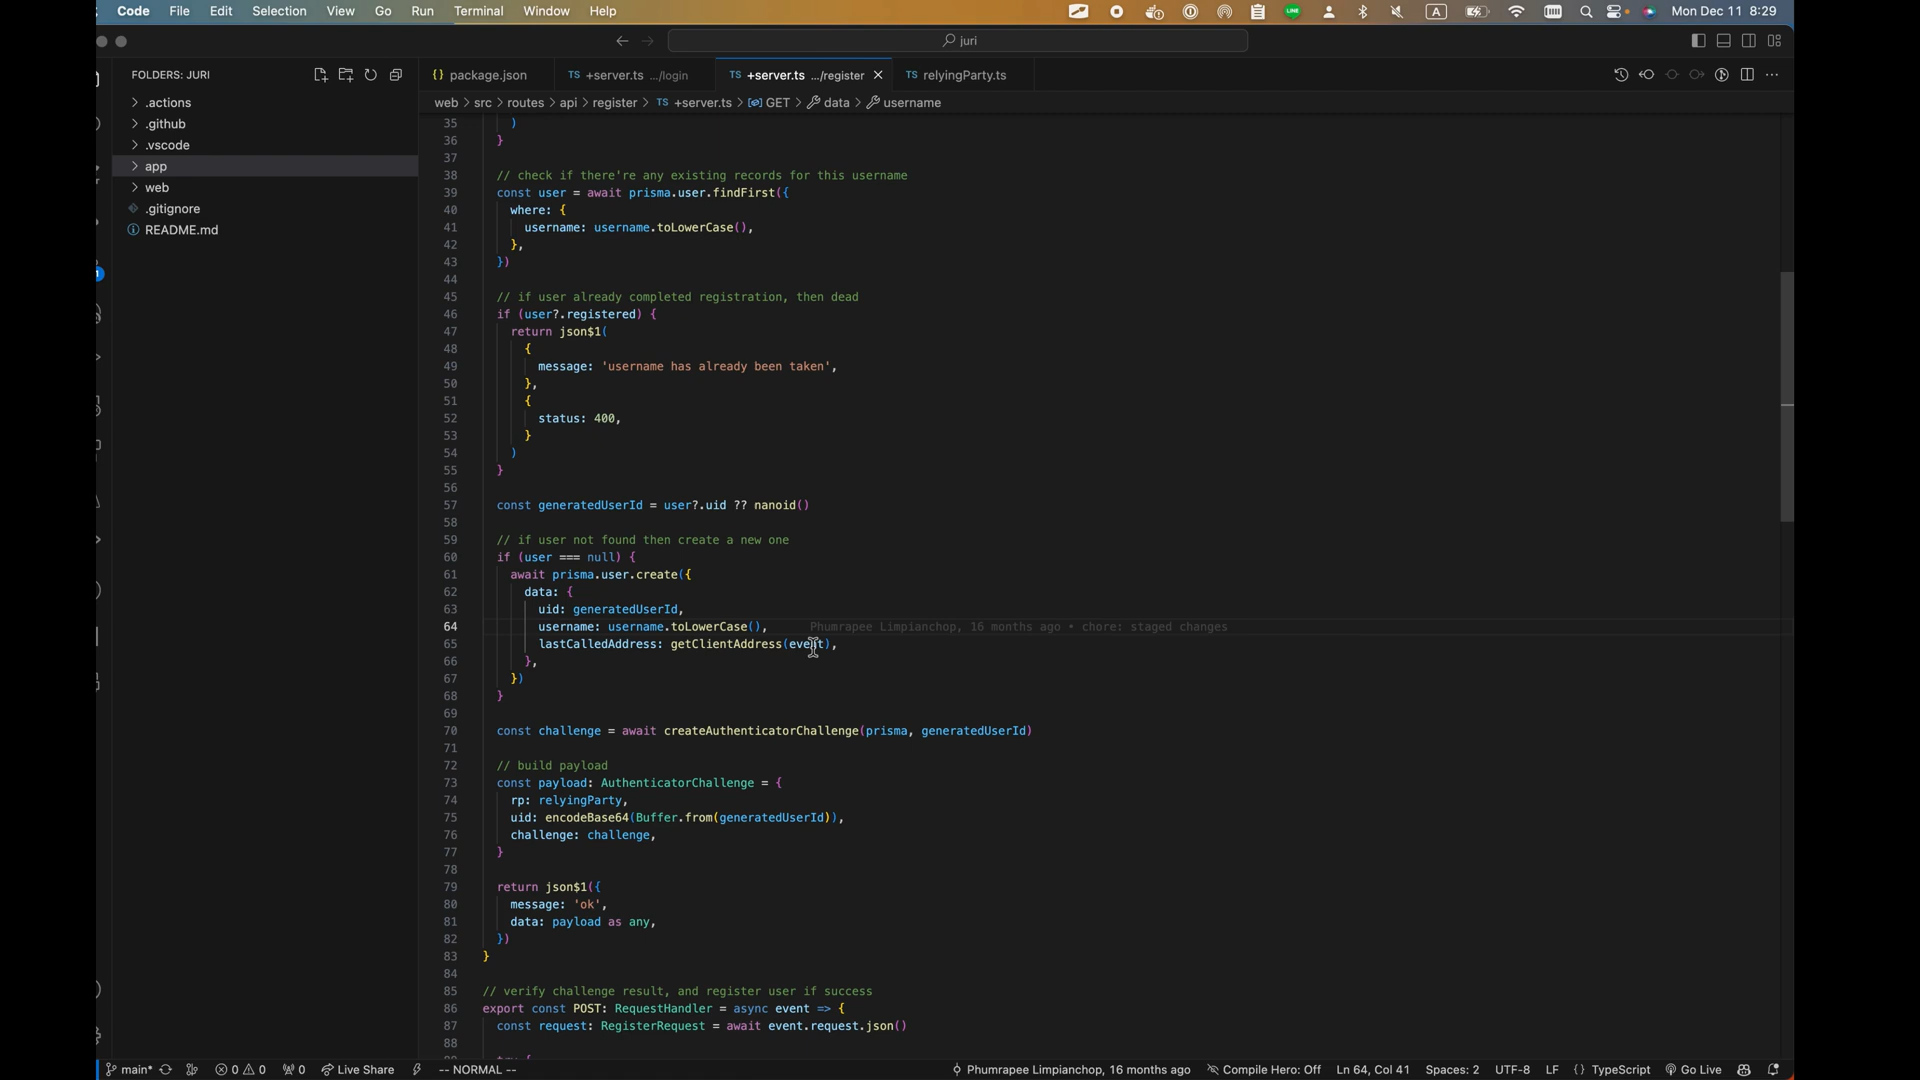 Code File Edit Selection View Go Run Terminal Window Help A Mon Dec 11 8:29
juri
FOLDERS: JURI
{} package.json TS +server.ts .../login TS +server.ts .../register relyingParty.ts
web > src > routes > api > register > TS +server.ts > GET > data > username
.actions
.github
.vscode
app
web
.gitignore
README.md
35 )
36 }
37
38 // check if there're any existing records for this username
39 const user = await prisma.user.findFirst({
40 where: {
41 username: username.toLowerCase(),
42 },
43 })
44
45 // if user already completed registration, then dead
46 if (user?.registered) {
47 return json$1(
48 {
49 message: 'username has already been taken',
50 },
51 {
52 status: 400,
53 }
54 )
55 }
56
57 const generatedUserId = user?.uid ?? nanoid()
58
59 // if user not found then create a new one
60 if (user === null) {
61 await prisma.user.create({
62 data: {
63 uid: generatedUserId,
64 username: username.toLowerCase(), Phumrapee Limpianchop, 16 months ago • chore: staged changes
65 lastCalledAddress: getClientAddress(event),
66 },
67 })
68 }
69
70 const challenge = await createAuthenticatorChallenge(prisma, generatedUserId)
71
72 // build payload
73 const payload: AuthenticatorChallenge = {
74 rp: relyingParty,
75 uid: encodeBase64(Buffer.from(generatedUserId)),
76 challenge: challenge,
77 }
78
79 return json$1({
80 message: 'ok',
81 data: payload as any,
82 })
83 }
84
85 // verify challenge result, and register user if success
86 export const POST: RequestHandler = async event => {
87 const request: RegisterRequest = await event.request.json()
88
main* 0 0 0 Live Share -- NORMAL -- Phumrapee Limpianchop, 16 months ago Compile Hero: Off Ln 64, Col 41 Spaces: 2 UTF-8 LF {} TypeScript Go Live